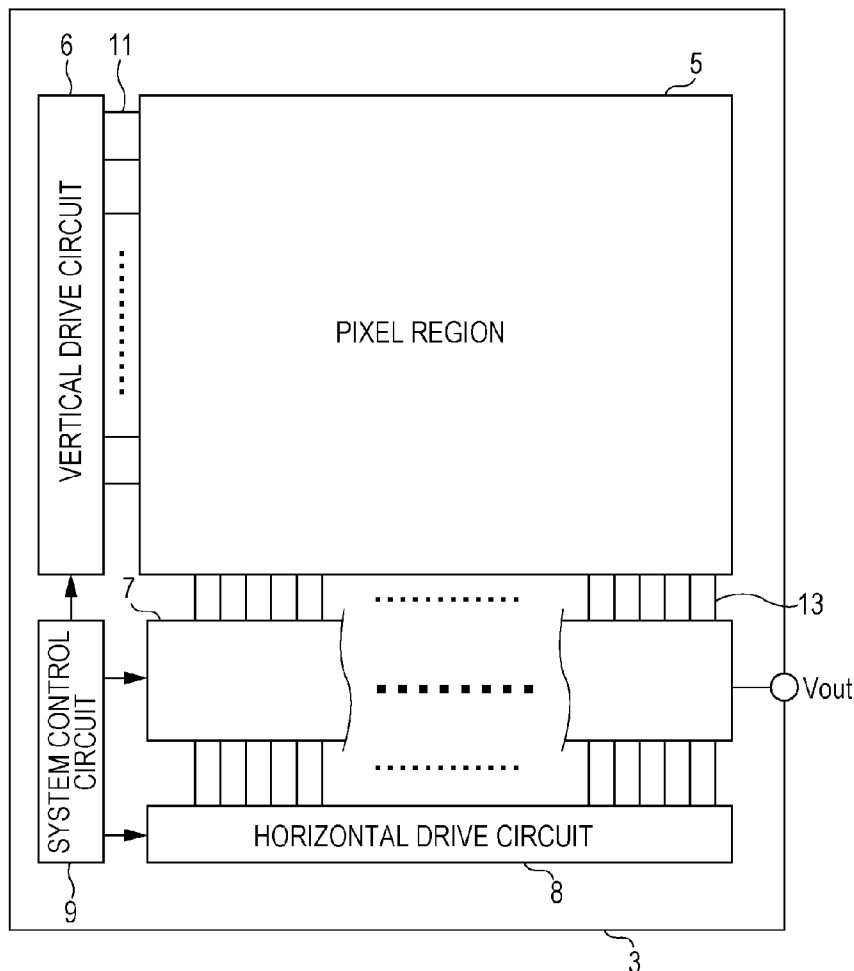 6
11
5
VERTICAL DRIVE CIRCUIT
PIXEL REGION
7
13
SYSTEM CONTROL
CIRCUIT
Vout
HORIZONTAL DRIVE CIRCUIT
9
8
3